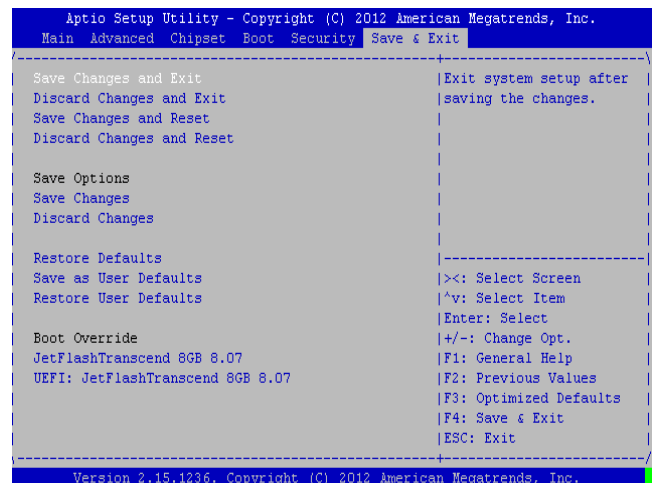 Aptio Setup Utility - Copyright (C) 2012 American Megatrends, Inc.
Main Advanced Chipset Boot Security Save & Exit
Save Changes and Exit
Discard Changes and Exit
Save Changes and Reset
Discard Changes and Reset
Save Options
Save Changes
Discard Changes
Restore Defaults
Save as User Defaults
Restore User Defaults
Boot Override
JetFlashTranscend 8GB 8.07
UEFI: JetFlashTranscend 8GB 8.07
Exit system setup after
saving the changes.
><: Select Screen
^v: Select Item
Enter: Select
+/-: Change Opt.
F1: General Help
F2: Previous Values
F3: Optimized Defaults
F4: Save & Exit
ESC: Exit
Version 2.15.1236. Copyright (C) 2012 American Megatrends, Inc.